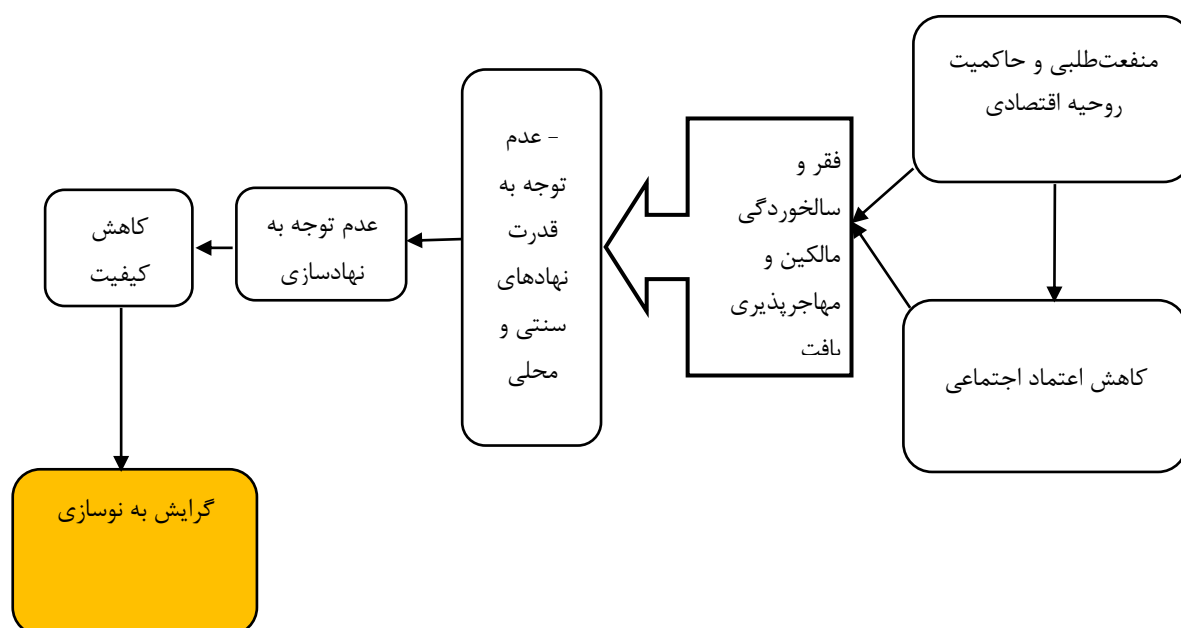 منفعت‌طلبی و حاکمیت
روحیه اقتصادی
کاهش اعتماد اجتماعی
فقر و
سالخوردگی
مالکین و
مهاجرپذیری
بافت
- عدم
توجه به
قدرت
نهادهای
سنتی و
محلی
عدم توجه به
نهادسازی
کاهش
کیفیت
گرایش به نوسازی